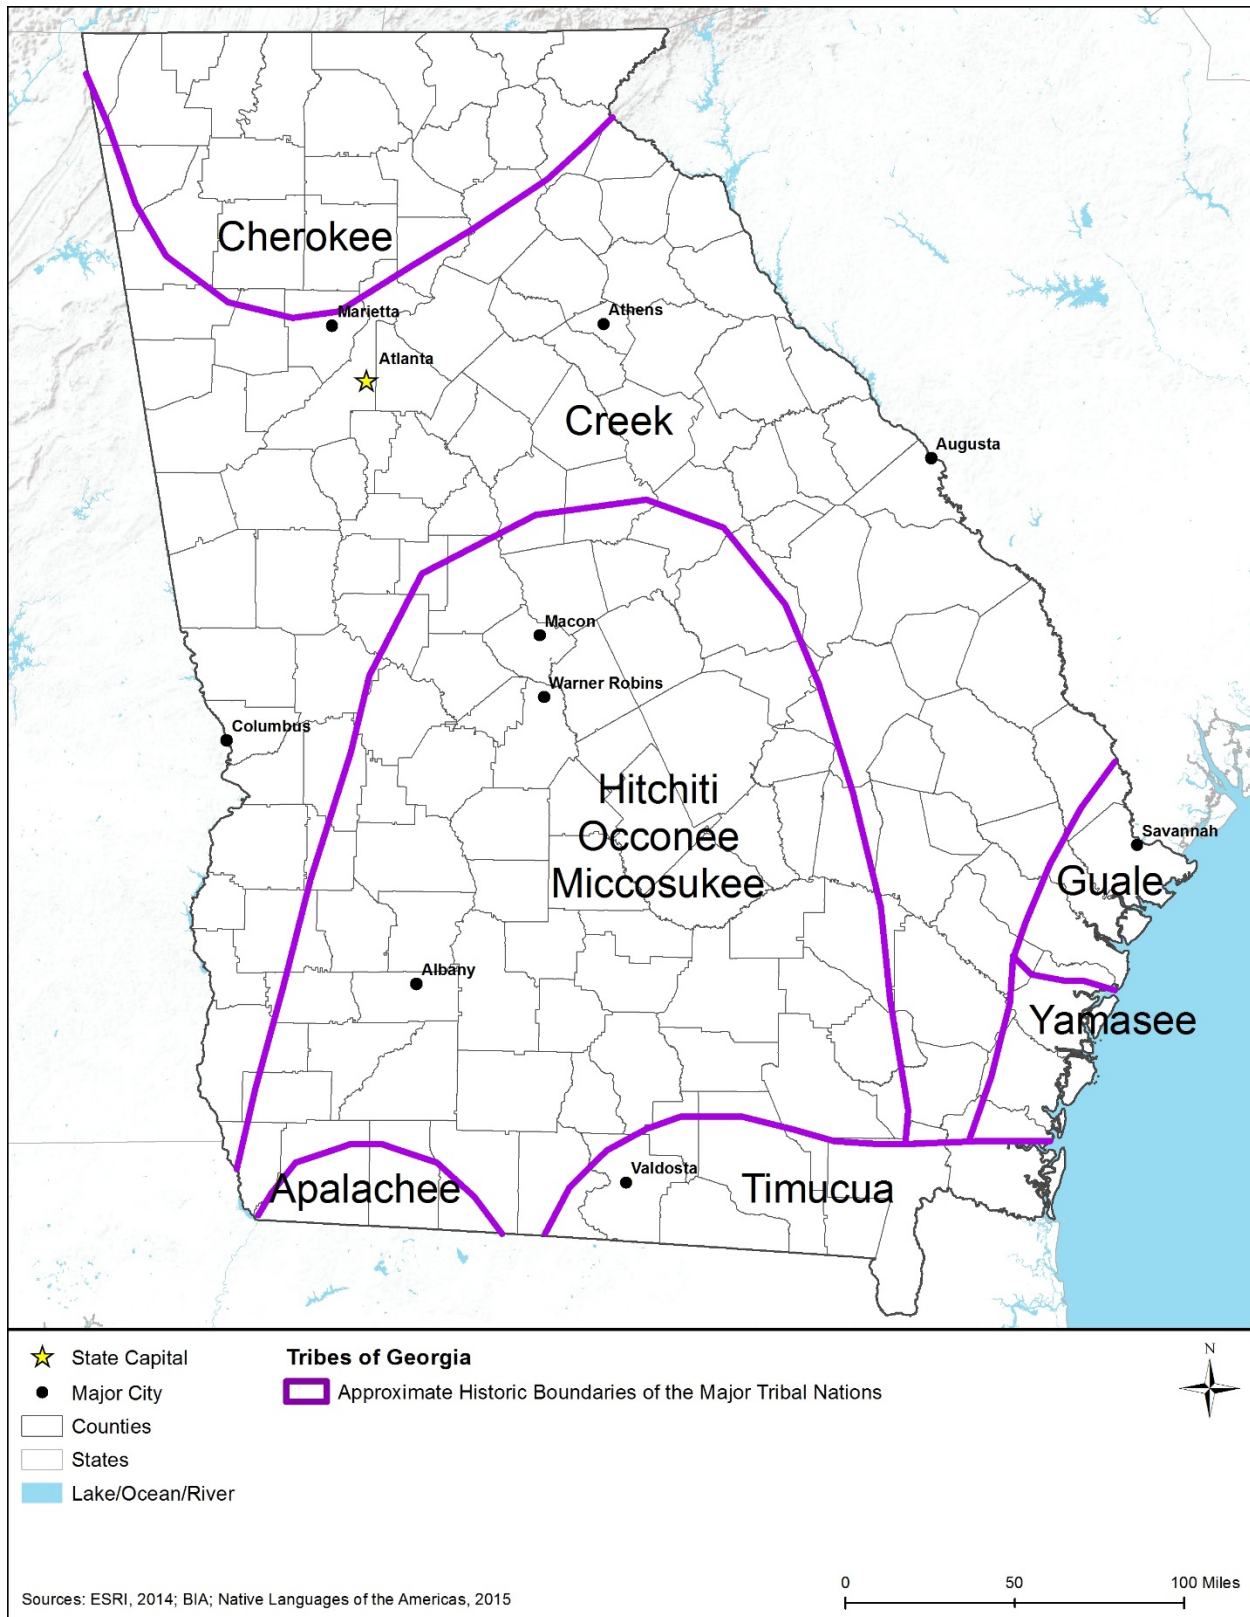 Cherokee
Marietta
Athens
Atlanta
Creek
Augusta
Macon
Warner Robins
Columbus
Hitchiti
Occonee
Miccosukee
Savannah
Guale
Albany
Yamasee
Valdosta
Apalachee
Timucua
State Capital
Major City
Counties
States
Lake/Ocean/River
Tribes of Georgia
Approximate Historic Boundaries of the Major Tribal Nations
N
Sources: ESRI, 2014; BIA; Native Languages of the Americas, 2015
0 50 100 Miles